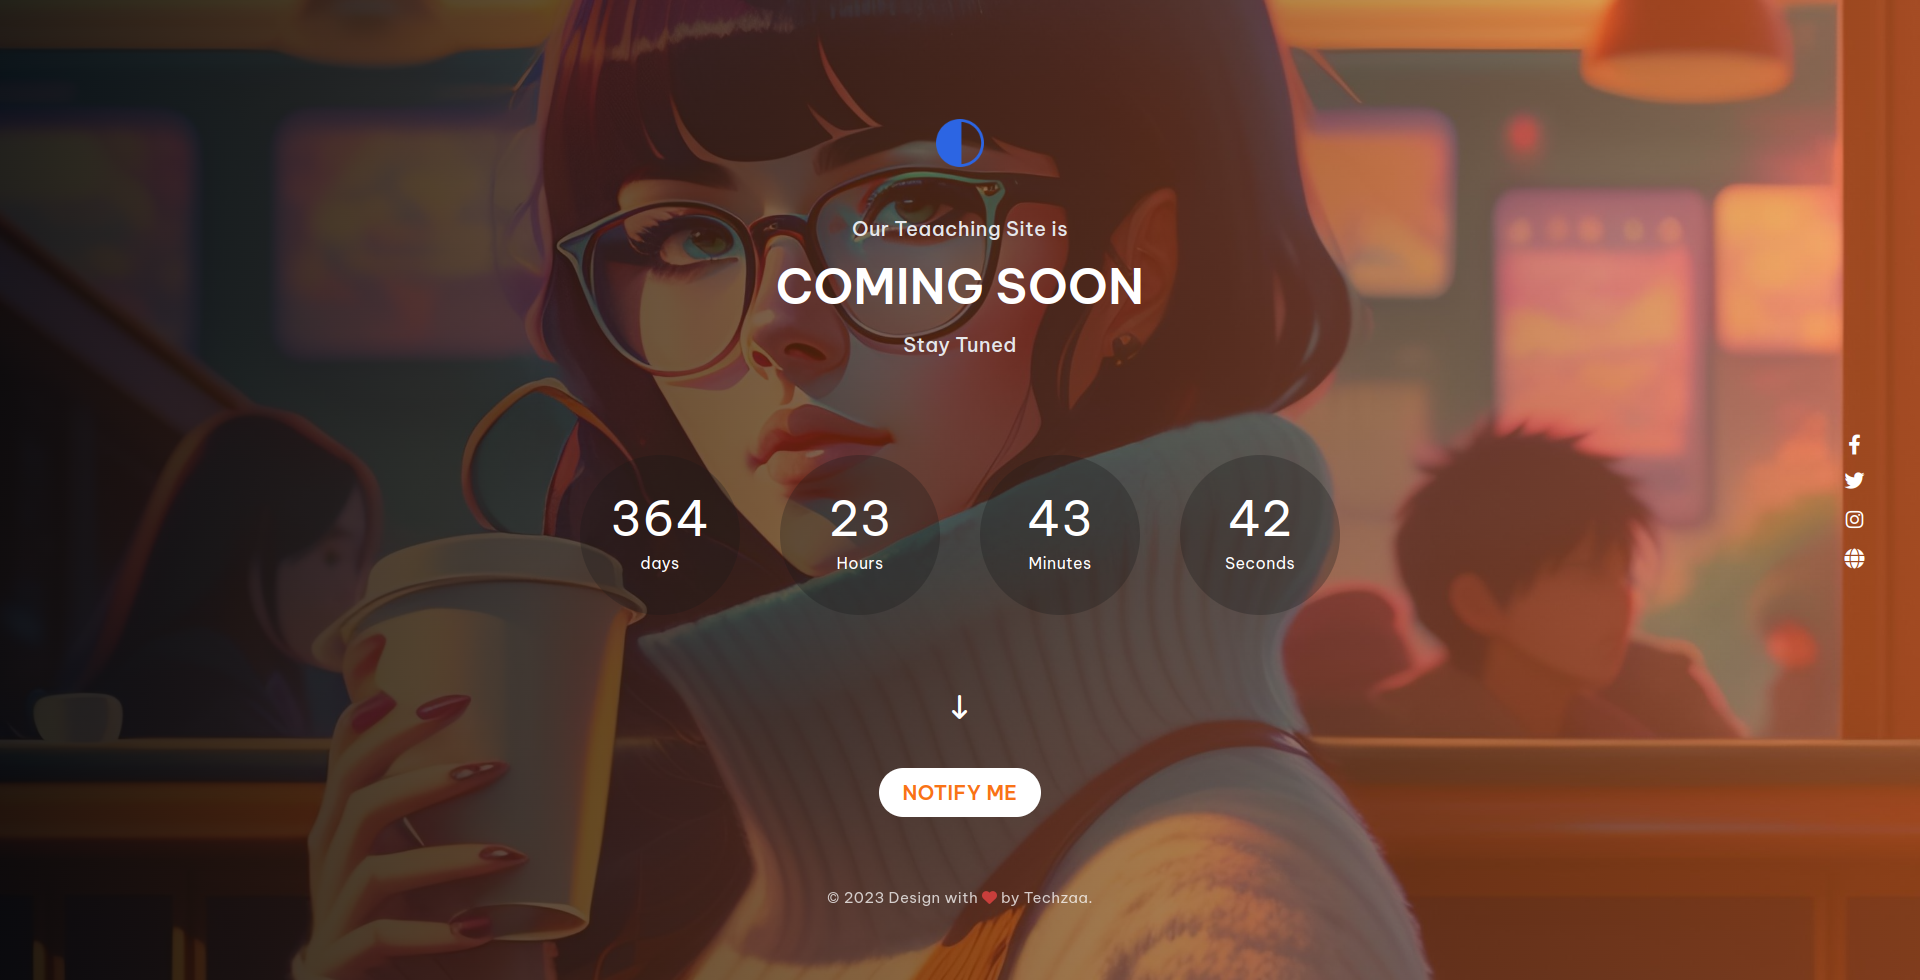 Our Teaaching Site is
COMING SOON
Stay Tuned
364 23 43 42
days Hours Minutes Seconds
NOTIFY ME
© 2023 Design with ❤ by Techzaa.